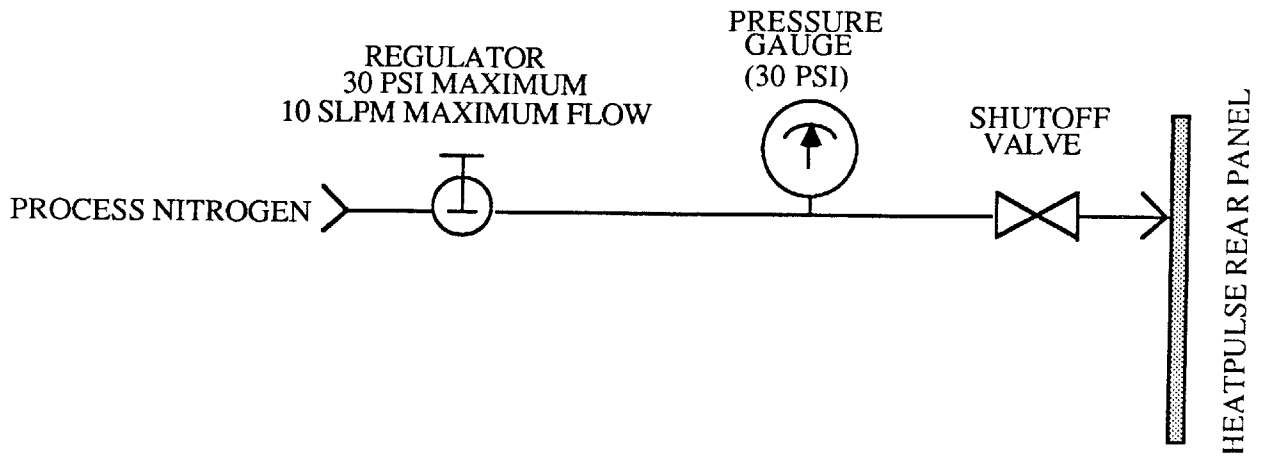 PROCESS NITROGEN
REGULATOR
30 PSI MAXIMUM
10 SLPM MAXIMUM FLOW
PRESSURE
GAUGE
(30 PSI)
SHUTOFF
VALVE
HEATPULSE REAR PANEL